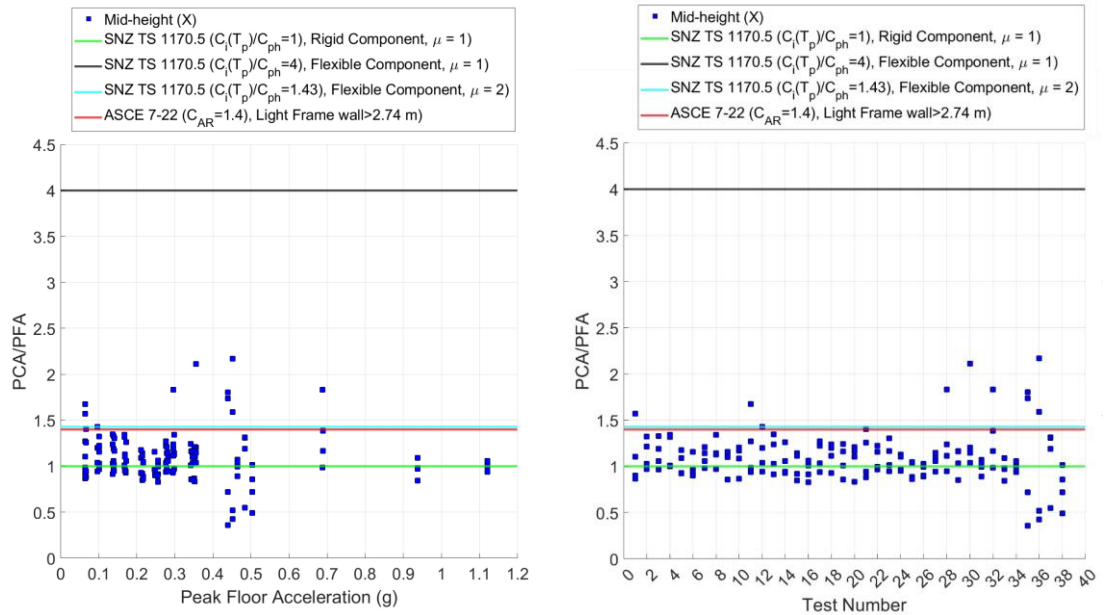 Mid-height (X)
SNZ TS 1170.5 (C_i(T_p)/C_ph=1), Rigid Component, μ = 1)
SNZ TS 1170.5 (C_i(T_p)/C_ph=4), Flexible Component, μ = 1)
SNZ TS 1170.5 (C_i(T_p)/C_ph=1.43), Flexible Component, μ = 2)
ASCE 7-22 (C_AR=1.4), Light Frame wall>2.74 m)
4.5
4
3.5
3
2.5
2
1.5
1
0.5
0
PCA/PFA
0 0.1 0.2 0.3 0.4 0.5 0.6 0.7 0.8 0.9 1 1.1 1.2
Peak Floor Acceleration (g)
Mid-height (X)
SNZ TS 1170.5 (C_i(T_p)/C_ph=1), Rigid Component, μ = 1)
SNZ TS 1170.5 (C_i(T_p)/C_ph=4), Flexible Component, μ = 1)
SNZ TS 1170.5 (C_i(T_p)/C_ph=1.43), Flexible Component, μ = 2)
ASCE 7-22 (C_AR=1.4), Light Frame wall>2.74 m)
4.5
4
3.5
3
2.5
2
1.5
1
0.5
0
PCA/PFA
0 2 4 6 8 10 12 14 16 18 20 22 24 26 28 30 32 34 36 38 40
Test Number